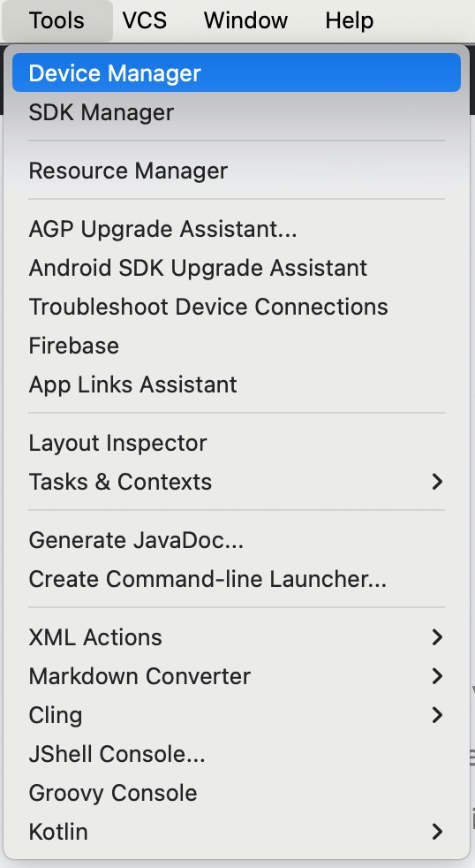 Tools VCS Window Help
Device Manager
SDK Manager
Resource Manager
AGP Upgrade Assistant...
Android SDK Upgrade Assistant
Troubleshoot Device Connections
Firebase
App Links Assistant
Layout Inspector
Tasks & Contexts
Generate JavaDoc...
Create Command-line Launcher...
XML Actions
Markdown Converter
Cling
JShell Console...
Groovy Console
Kotlin